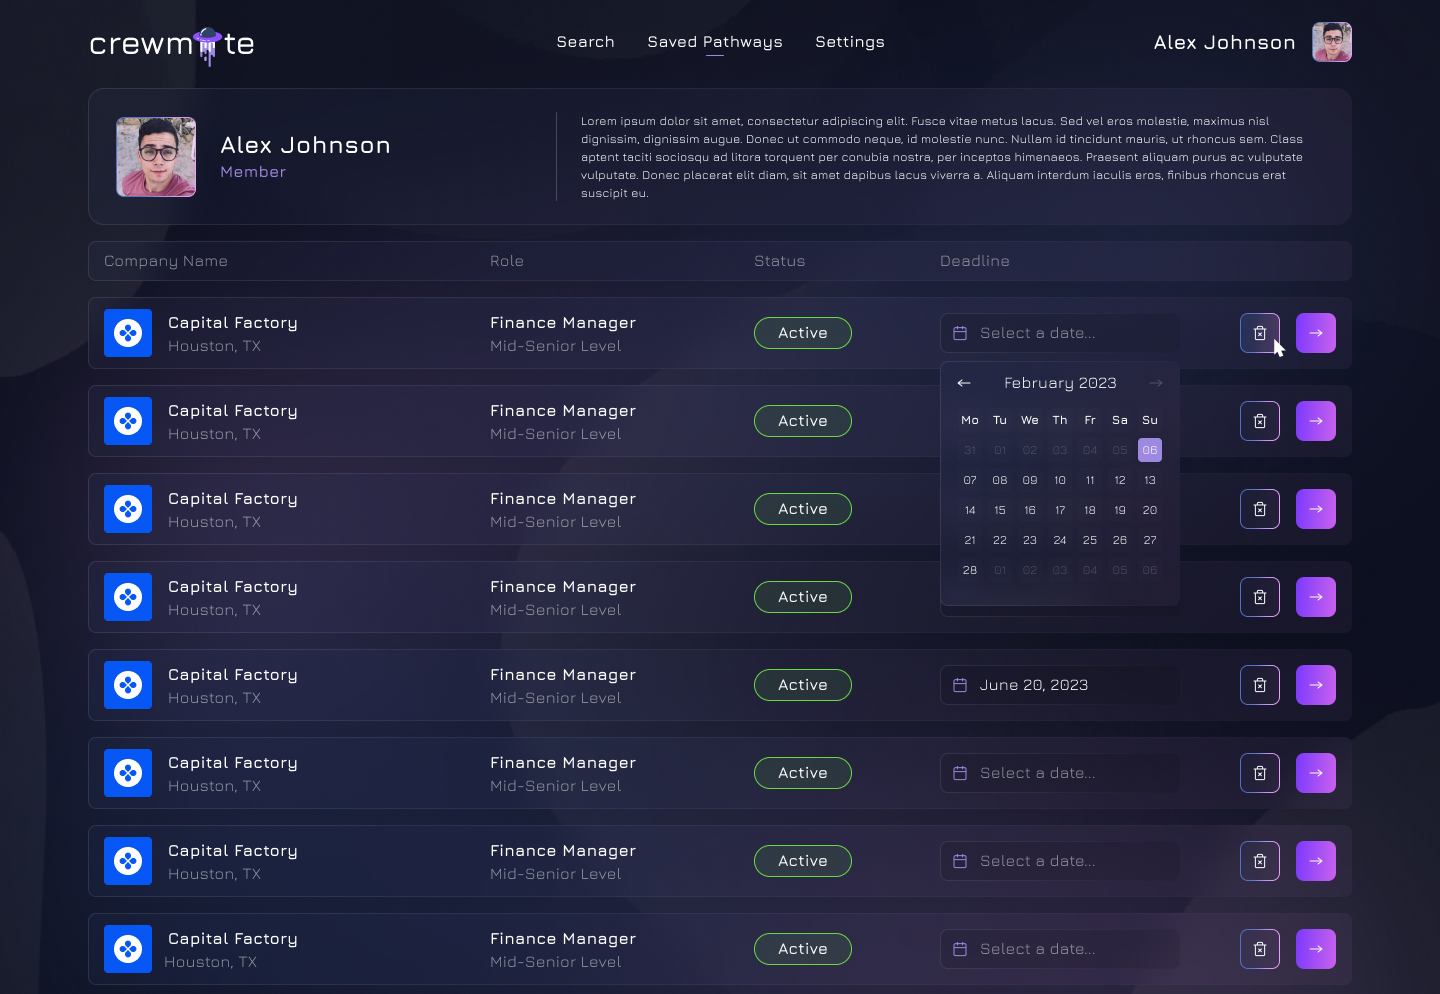 crewmate
Search
Saved Pathways
Settings
Alex Johnson
Alex Johnson
Member
Lorem ipsum dolor sit amet, consectetur adipiscing elit. Fusce vitae metus lacus. Sed vel eros molestie, maximus nisl
dignissim, dignissim augue. Donec ut commodo neque, id molestie nunc. Nullam id tincidunt mauris, ut rhoncus sem. Class
aptent taciti sociosqu ad litora torquent per conubia nostra, per inceptos himenaeos. Praesent aliquam purus ac vulputate
vulputate. Donec placerat elit diam, sit amet dapibus lacus viverra a. Aliquam interdum iaculis eros, finibus rhoncus erat
suscipit eu.
Company Name
Role
Status
Deadline
Capital Factory
Houston, TX
Finance Manager
Mid-Senior Level
Active
Select a date...
February 2023
Mo Tu We Th Fr Sa Su
31 01 02 03 04 05 06
07 08 09 10 11 12 13
14 15 16 17 18 19 20
21 22 23 24 25 26 27
28 01 02 03 04 05 06
Capital Factory
Houston, TX
Finance Manager
Mid-Senior Level
Active
Capital Factory
Houston, TX
Finance Manager
Mid-Senior Level
Active
Capital Factory
Houston, TX
Finance Manager
Mid-Senior Level
Active
Capital Factory
Houston, TX
Finance Manager
Mid-Senior Level
Active
June 20, 2023
Capital Factory
Houston, TX
Finance Manager
Mid-Senior Level
Active
Select a date...
Capital Factory
Houston, TX
Finance Manager
Mid-Senior Level
Active
Select a date...
Capital Factory
Houston, TX
Finance Manager
Mid-Senior Level
Active
Select a date...